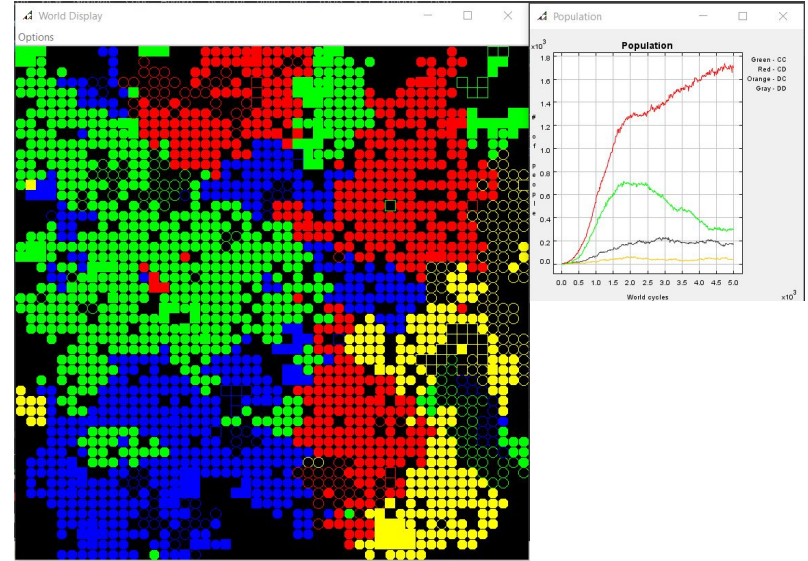 World Display
Options
Population
Population
x10³
1.8
1.6
1.4
1.2
1.0
0.8
0.6
0.4
0.2
0.0
# of people
0.0 0.5 1.0 1.5 2.0 2.5 3.0 3.5 4.0 4.5 5.0
World cycles
x10³
Green - CC
Red - CD
Orange - DC
Gray - DD